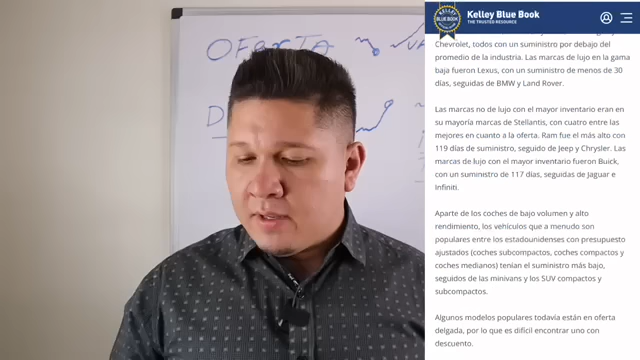 Kelley Blue Book
THE TRUSTED RESOURCE
OFERTA
D
Chevrolet, todos con un suministro por debajo del
promedio de la industria. Las marcas de lujo en la gama
baja fueron Lexus, con un suministro de menos de 30
días, seguidas de BMW y Land Rover.
Las marcas no de lujo con el mayor inventario eran en
su mayoría marcas de Stellantis, con cuatro entre las
mejores en cuanto a la oferta. Ram fue el más alto con
119 días de suministro, seguido de Jeep y Chrysler. Las
marcas de lujo con el mayor inventario fueron Buick,
con un suministro de 117 días, seguidas de Jaguar e
Infiniti.
Aparte de los coches de bajo volumen y alto
rendimiento, los vehículos que a menudo son
populares entre los estadounidenses con presupuesto
ajustados (coches subcompactos, coches compactos y
coches medianos) tenían el suministro más bajo,
seguidos de las minivans y los SUV compactos y
subcompactos.
Algunos modelos populares todavía están en oferta
delgada, por lo que es difícil encontrar uno con
descuento.